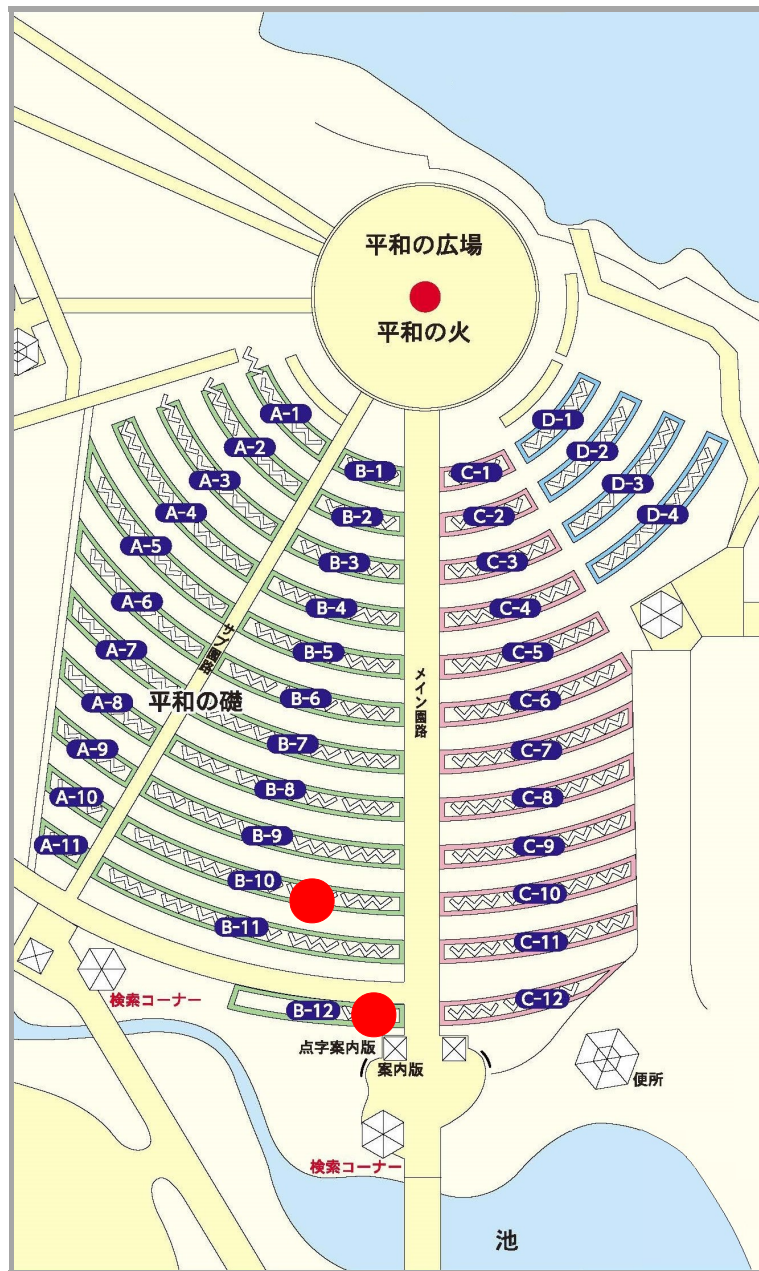 平和の広場
平和の火
A-1
A-2
A-3
A-4
A-5
A-6
A-7
A-8
A-9
A-10
A-11
B-1
B-2
B-3
B-4
B-5
B-6
B-7
B-8
B-9
B-10
B-11
B-12
C-1
C-2
C-3
C-4
C-5
C-6
C-7
C-8
C-9
C-10
C-11
C-12
D-1
D-2
D-3
D-4
サブ園路
メイン園路
平和の礎
検索コーナー
点字案内版
案内版
便所
検索コーナー
池